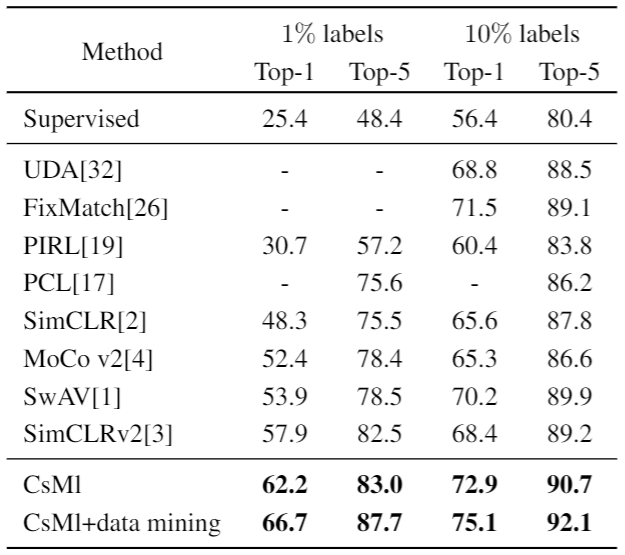 Method 1% labels 10% labels
Top-1 Top-5 Top-1 Top-5
Supervised 25.4 48.4 56.4 80.4
UDA[32] - - 68.8 88.5
FixMatch[26] - - 71.5 89.1
PIRL[19] 30.7 57.2 60.4 83.8
PCL[17] - 75.6 - 86.2
SimCLR[2] 48.3 75.5 65.6 87.8
MoCo v2[4] 52.4 78.4 65.3 86.6
SwAV[1] 53.9 78.5 70.2 89.9
SimCLRv2[3] 57.9 82.5 68.4 89.2
CsMl 62.2 83.0 72.9 90.7
CsMl+data mining 66.7 87.7 75.1 92.1